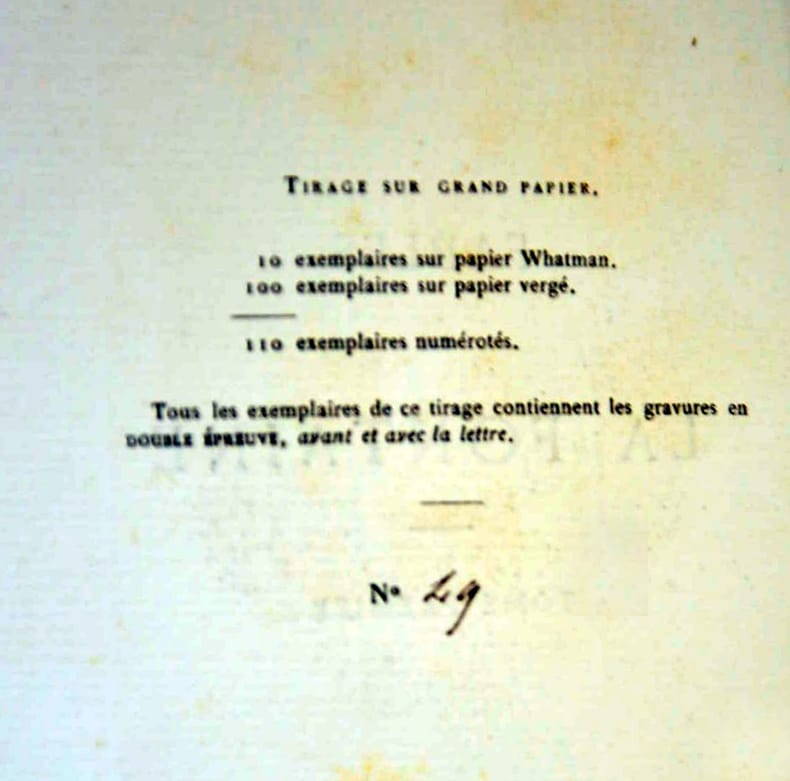 TIRAGE SUR GRAND PAPIER.
10 exemplaires sur papier Whatman.
100 exemplaires sur papier vergé.
110 exemplaires numérotés.
Tous les exemplaires de ce tirage contiennent les gravures en
DOUBLE ÉPREUVE, avant et avec la lettre.
Nº 29